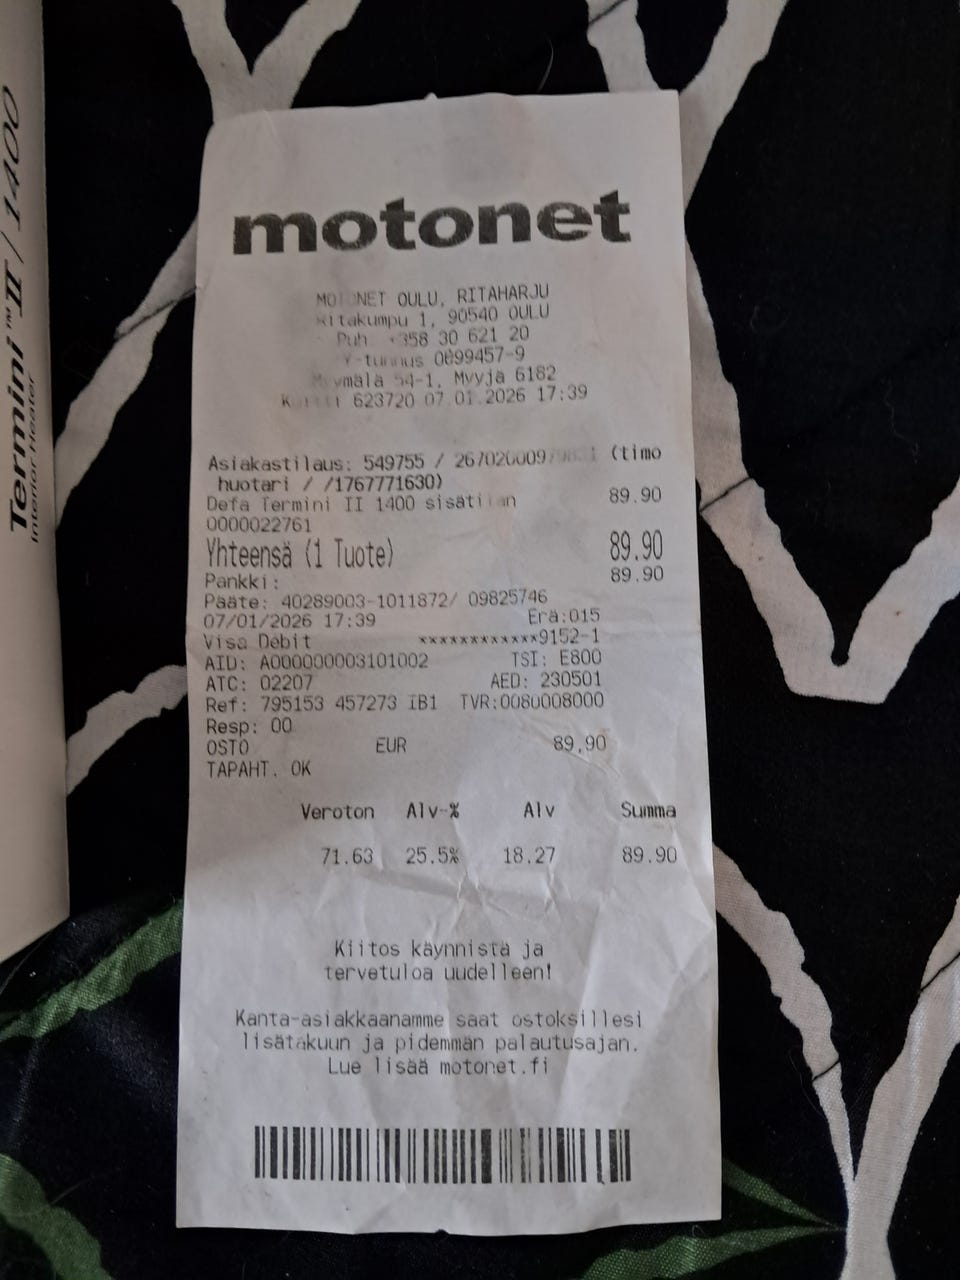 Termini™ II / 1400
Interior Heater
motonet
MOTONET OULU, RITAHARJU
Ritakumpu 1, 90540 OULU
Puh. +358 30 621 20
Y-tunnus 0899457-9
Myymälä 54-1, Myyjä 6182
Kuitti 623720 07.01.2026 17:39
Asiakastilaus: 549755 / (timo
huotari / /1767771630)
Defa Termini II 1400 sisätilan 89.90
0000022761
Yhteensä (1 Tuote) 89.90
Pankki: 89.90
Pääte: 40289003-1011872/ 09825746
07/01/2026 17:39 Erä:015
Visa Debit ************9152-1
AID: A0000000031010​02 TSI: E800
ATC: 02207 AED: 230501
Ref: 795153 457273 IB1 TVR:0080008000
Resp: 00
OSTO EUR 89,90
TAPAHT. OK
Veroton Alv-% Alv Summa
71.63 25.5% 18.27 89.90
Kiitos käynnistä ja
tervetuloa uudelleen!
Kanta-asiakkaanamme saat ostoksillesi
lisätakuun ja pidemmän palautusajan.
Lue lisää motonet.fi